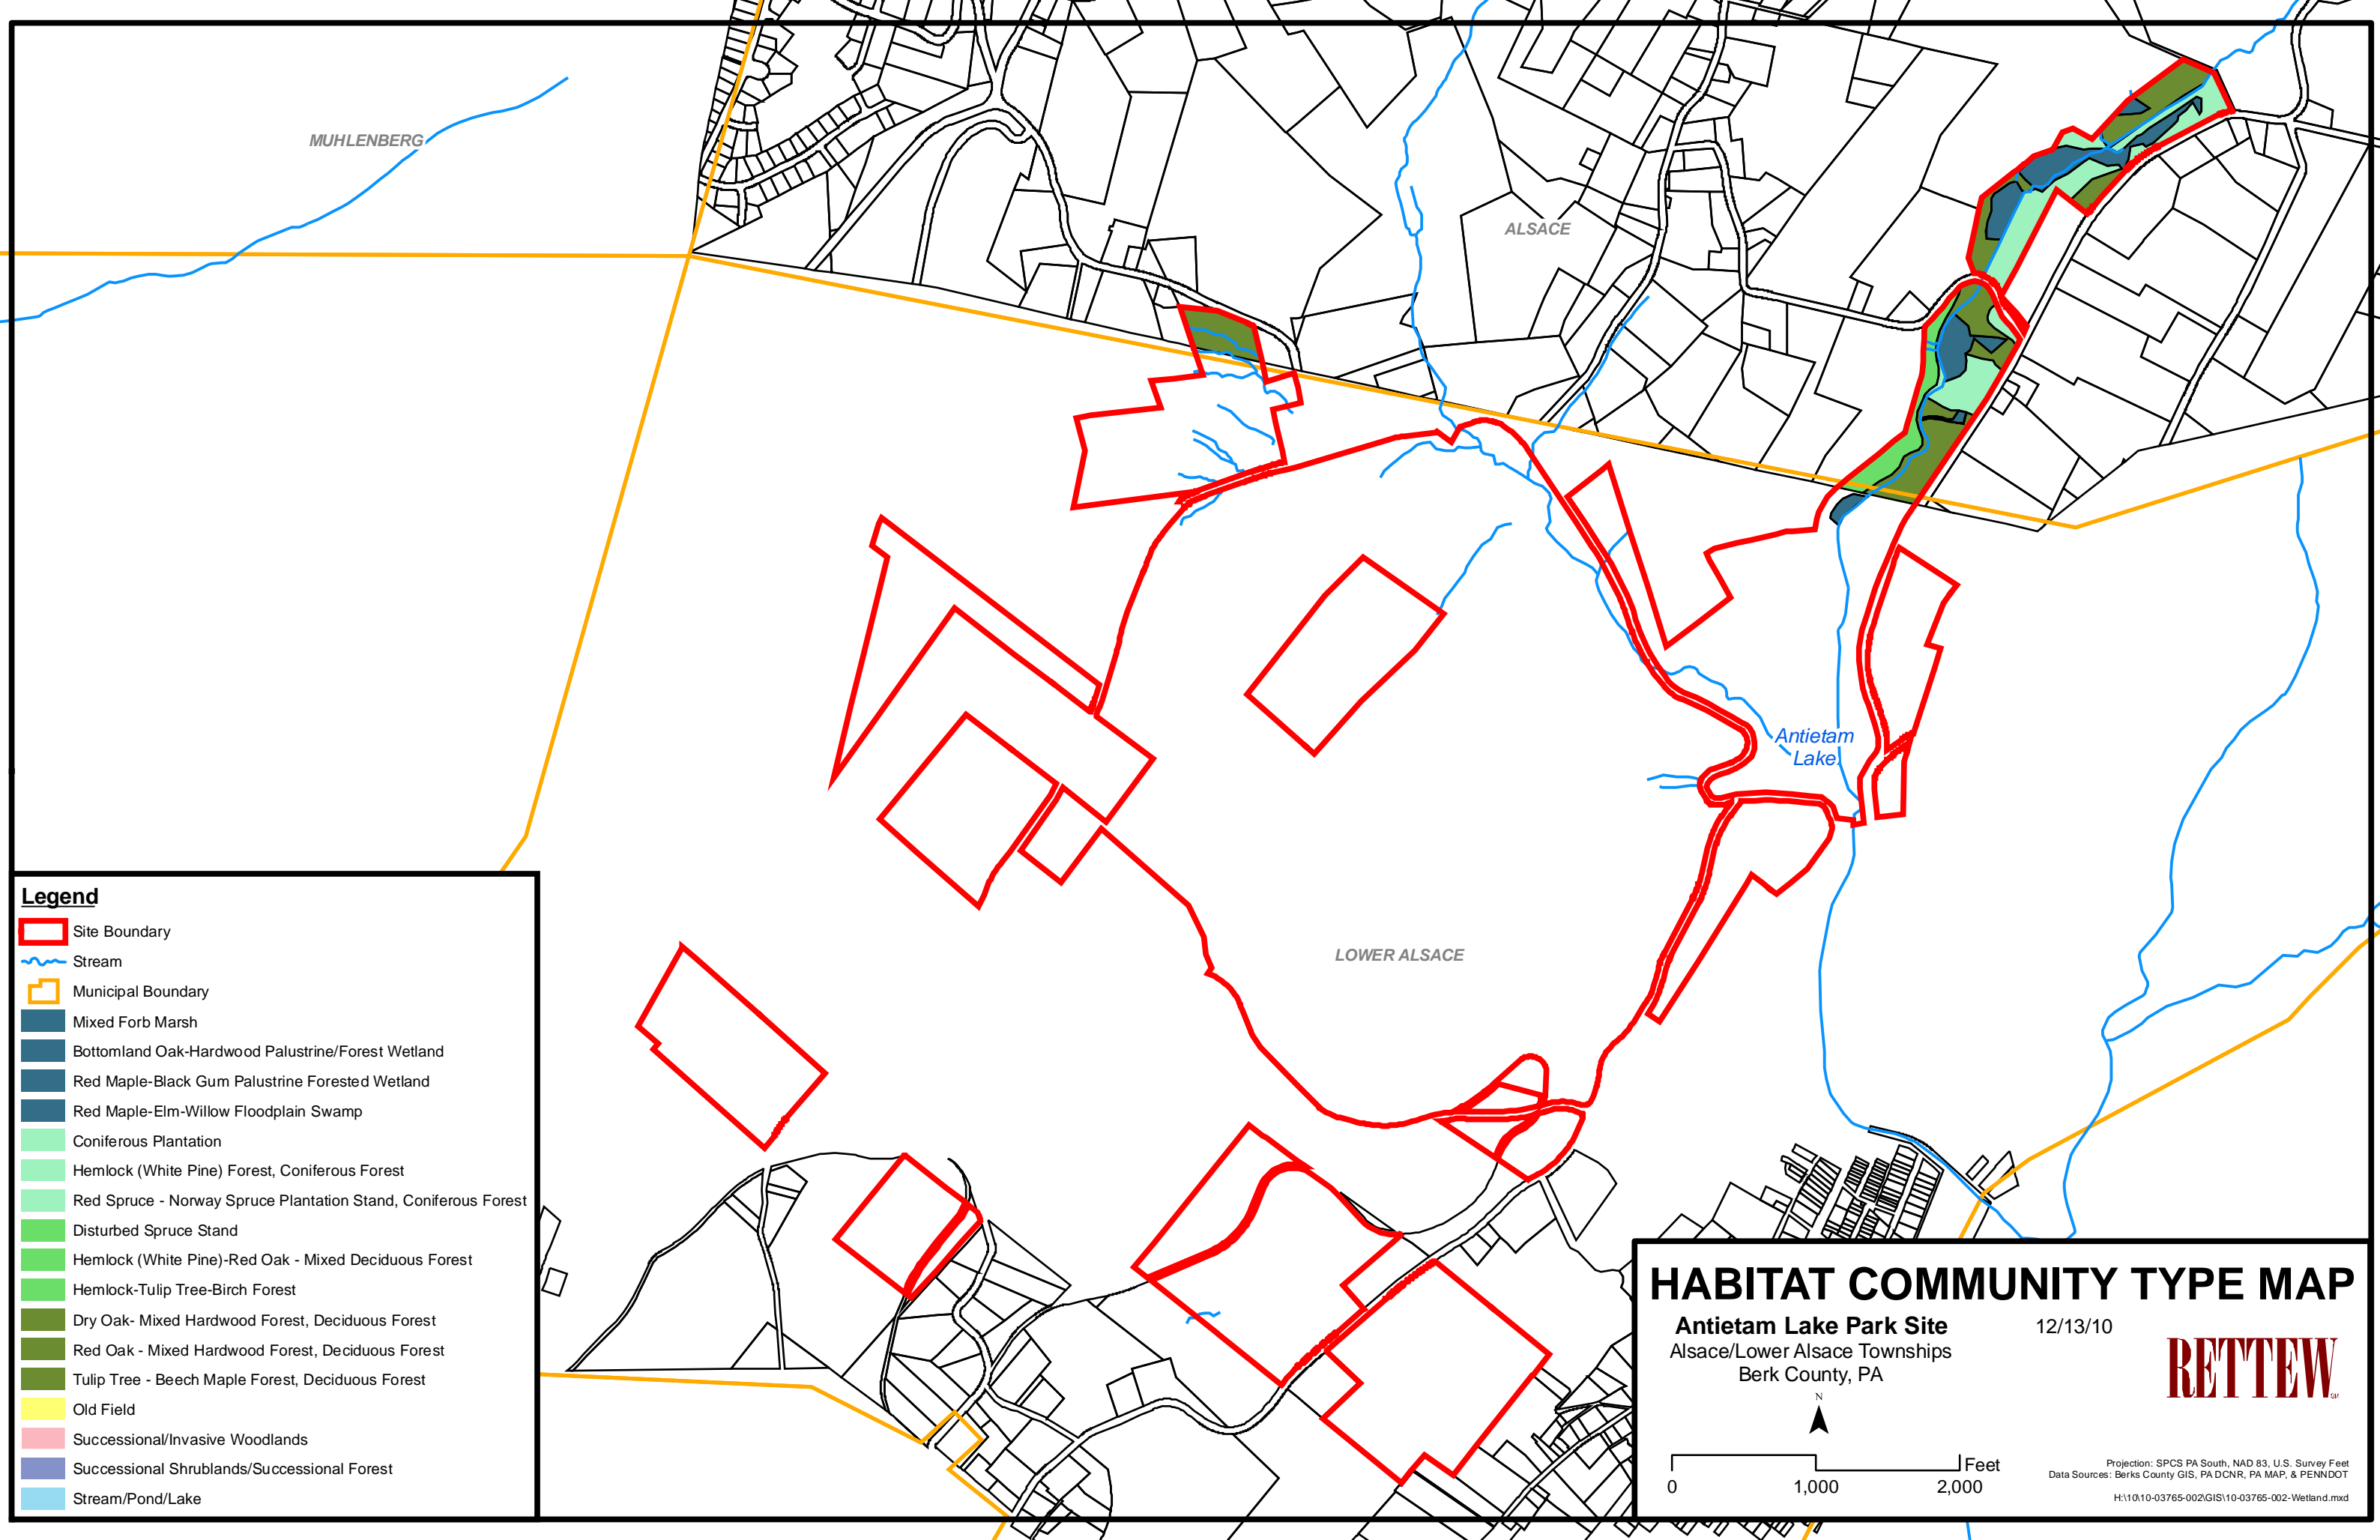 MUHLENBERG
ALSACE
Antietam
Lake
LOWER ALSACE
Legend
Site Boundary
Stream
Municipal Boundary
Mixed Forb Marsh
Bottomland Oak-Hardwood Palustrine/Forest Wetland
Red Maple-Black Gum Palustrine Forested Wetland
Red Maple-Elm-Willow Floodplain Swamp
Coniferous Plantation
Hemlock (White Pine) Forest, Coniferous Forest
Red Spruce - Norway Spruce Plantation Stand, Coniferous Forest
Disturbed Spruce Stand
Hemlock (White Pine)-Red Oak - Mixed Deciduous Forest
Hemlock-Tulip Tree-Birch Forest
Dry Oak- Mixed Hardwood Forest, Deciduous Forest
Red Oak - Mixed Hardwood Forest, Deciduous Forest
Tulip Tree - Beech Maple Forest, Deciduous Forest
Old Field
Successional/Invasive Woodlands
Successional Shrublands/Successional Forest
Stream/Pond/Lake
HABITAT COMMUNITY TYPE MAP
Antietam Lake Park Site 12/13/10
Alsace/Lower Alsace Townships
Berk County, PA
RETTEW SM
N
Feet
0 1,000 2,000
Projection: SPCS PA South, NAD 83, U.S. Survey Feet
Data Sources: Berks County GIS, PA DCNR, PA MAP, & PENNDOT
H:\10\10-03765-002\GIS\10-03765-002-Wetland.mxd